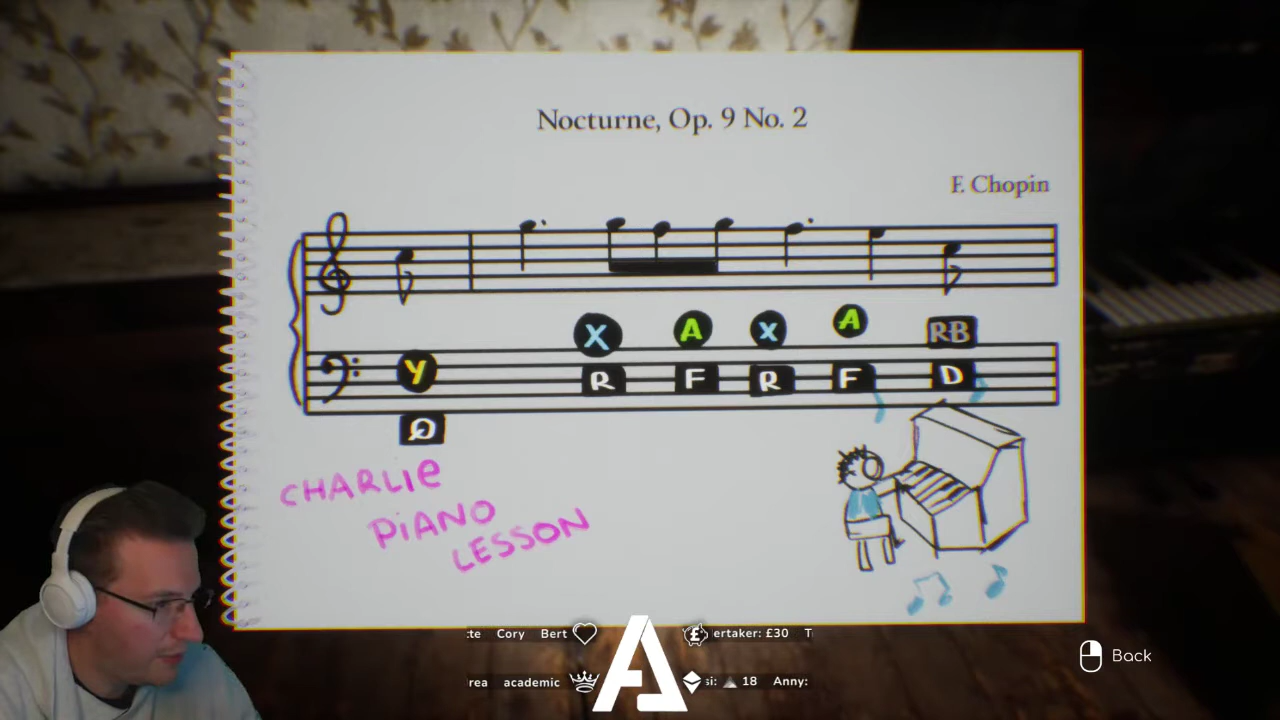 Nocturne, Op. 9 No. 2
F. Chopin
X A X A RB
Y R F R F D
Q
CHARLIE
PIANO
LESSON
te Cory Bert £ ertaker: £30 T
rea academic si: 18 Anny:
Back